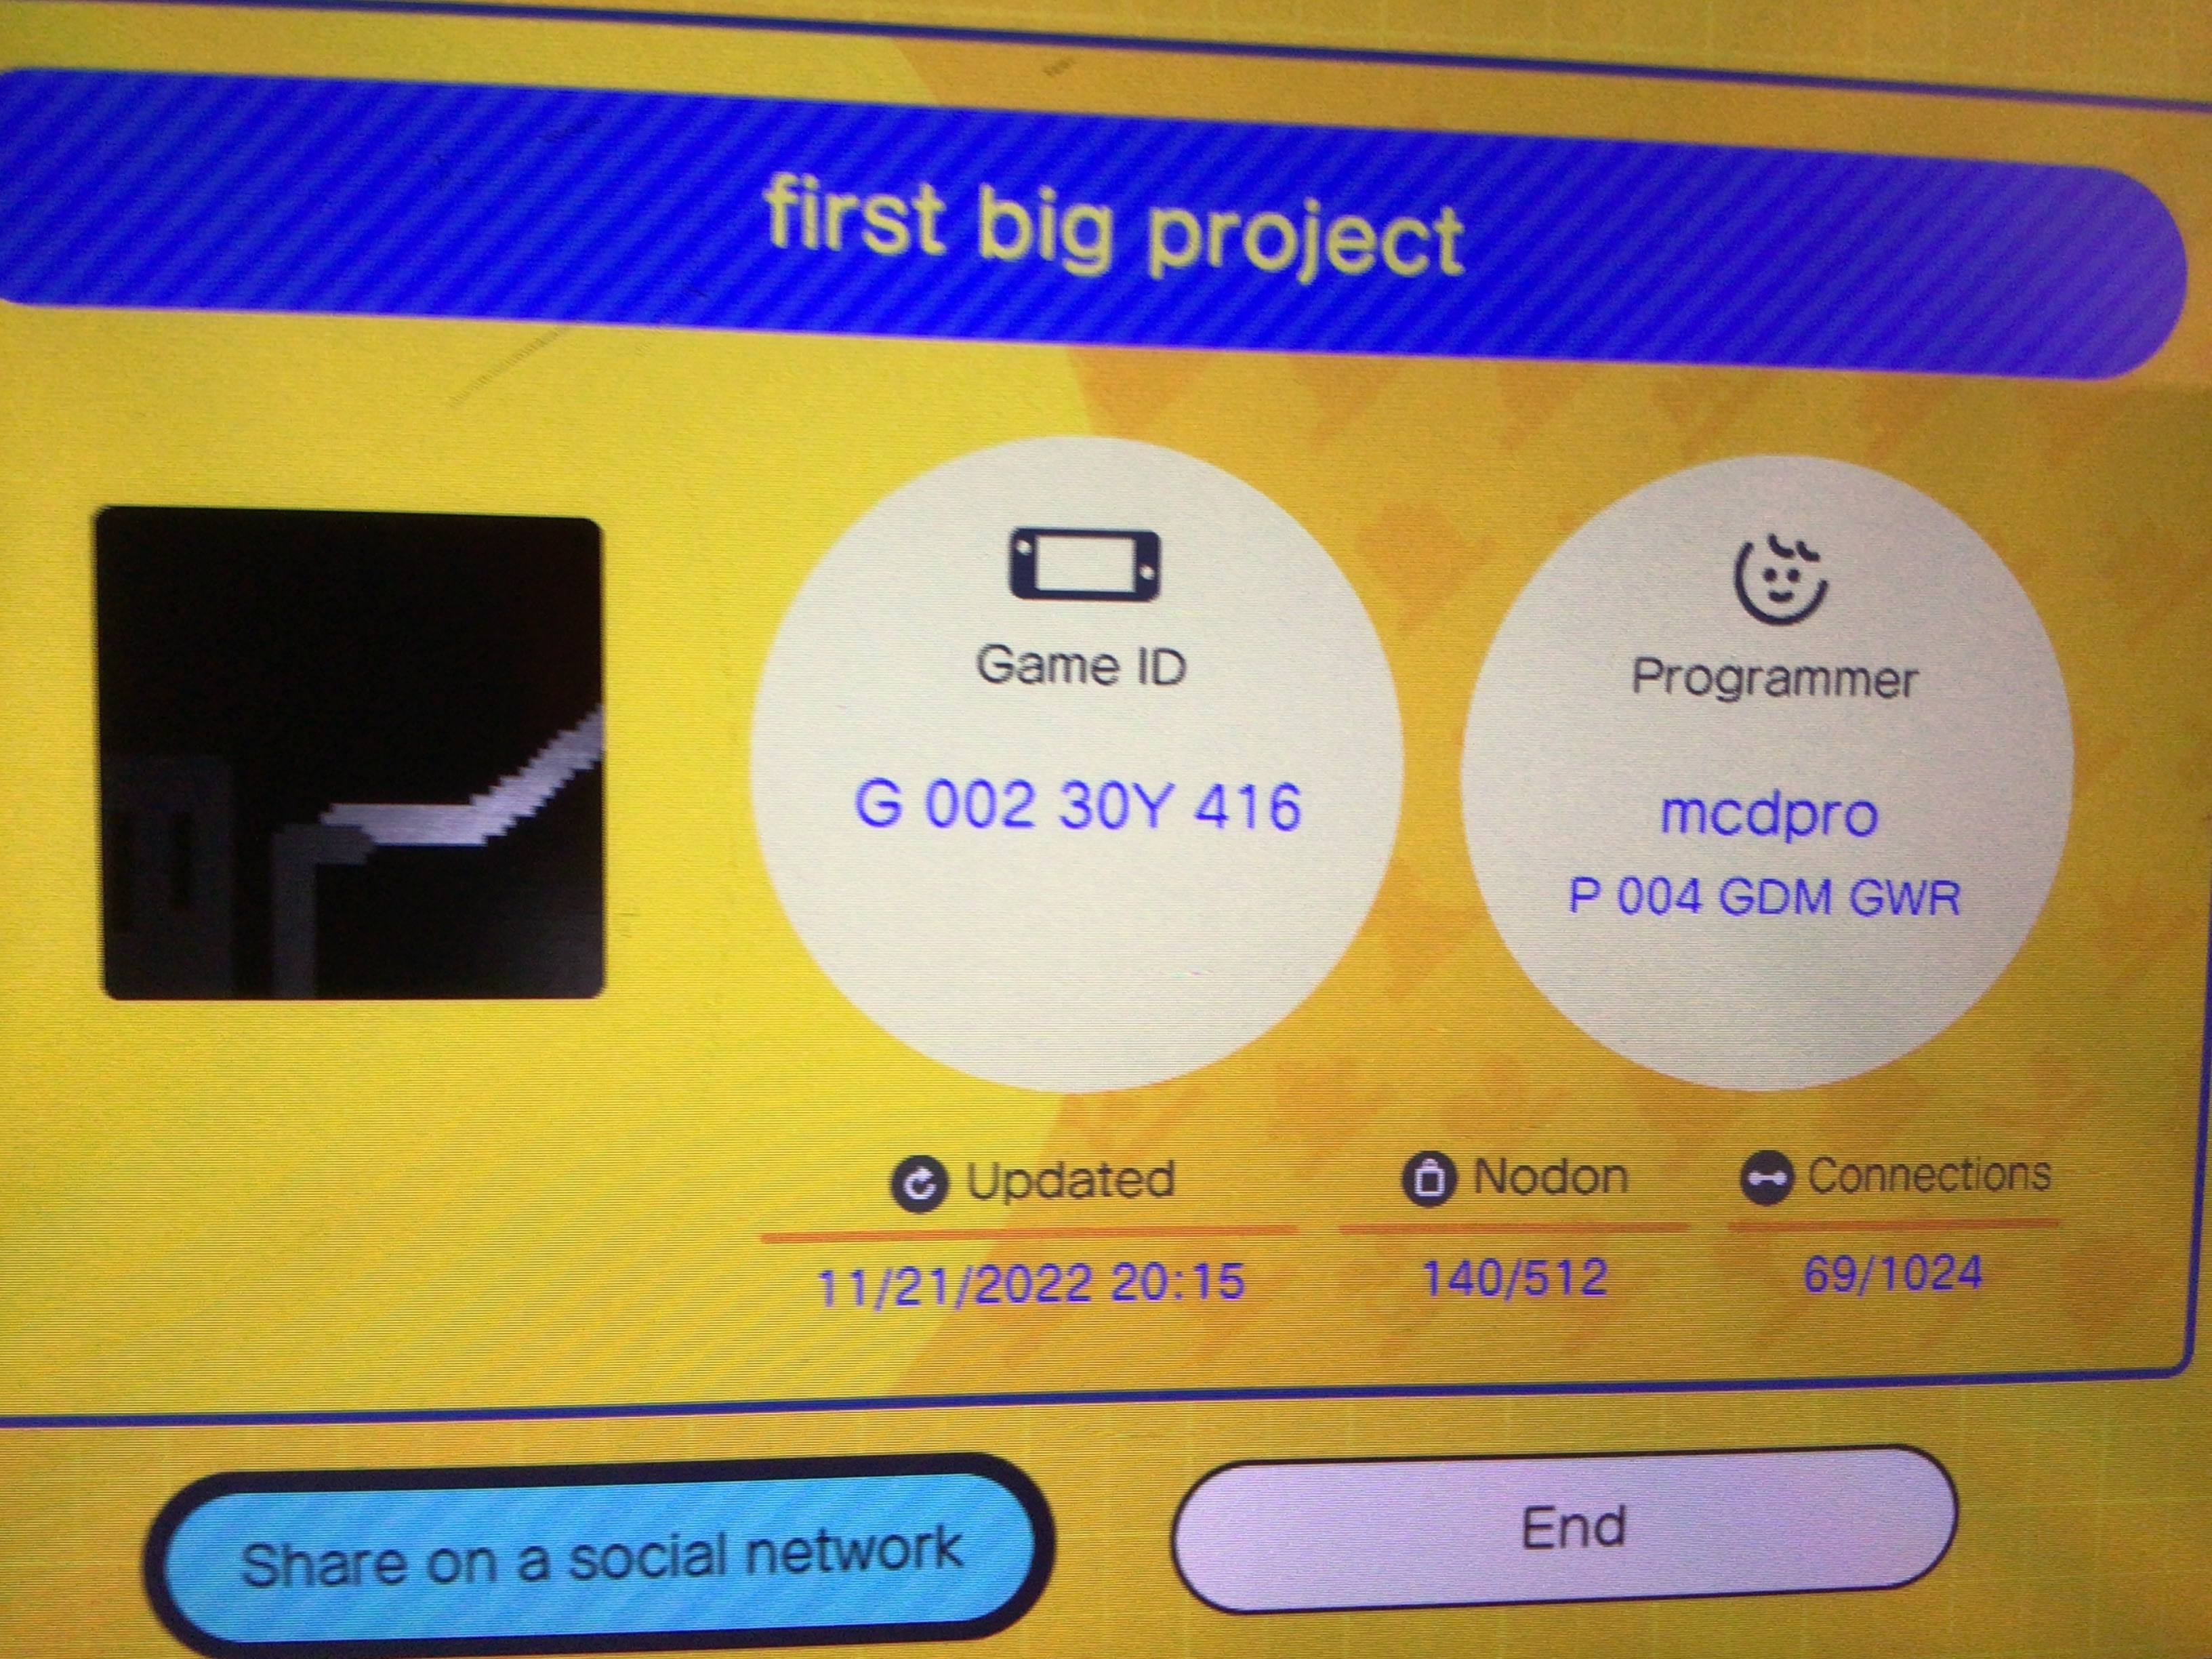 first big project
Game ID
G 002 30Y 416
Programmer
mcdpro
P 004 GDM GWR
Updated
11/21/2022 20:15
Nodon
140/512
Connections
69/1024
Share on a social network
End